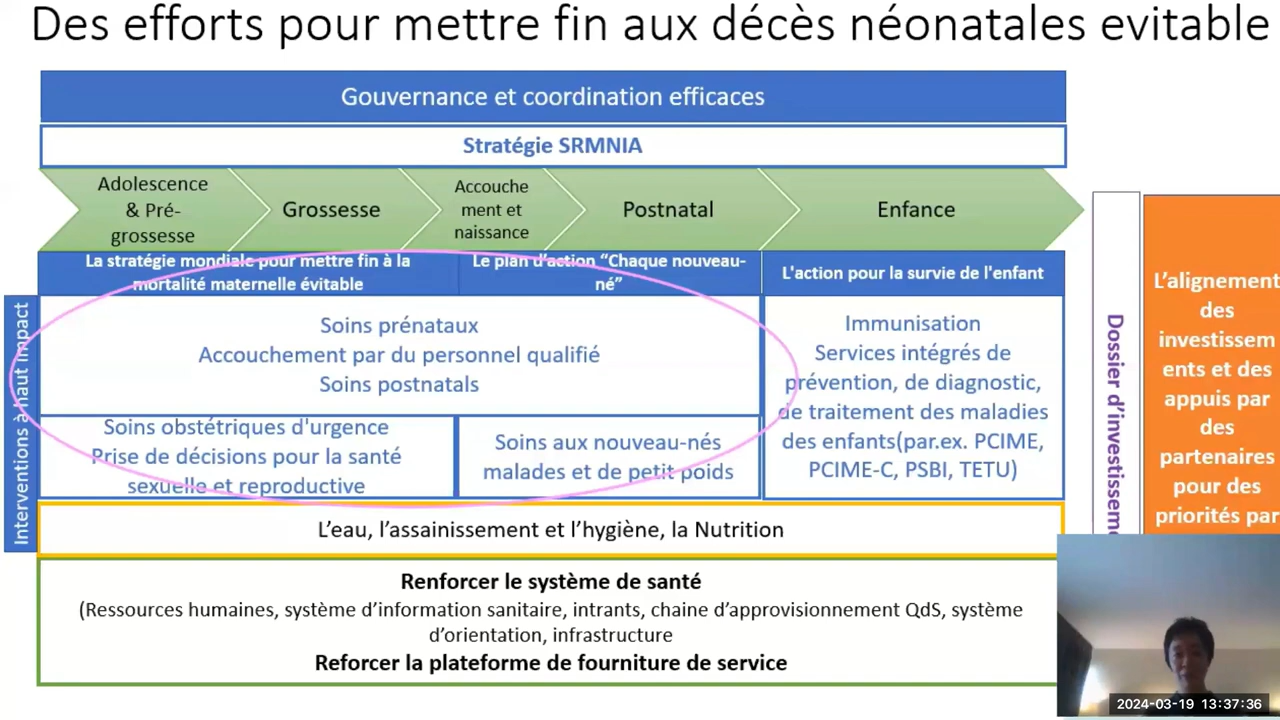 Des efforts pour mettre fin aux décès néonatales evitable
Gouvernance et coordination efficaces
Stratégie SRMNIA
Adolescence
& Pré-
grossesse
Grossesse
Accouche
ment et
naissance
Postnatal
Enfance
La stratégie mondiale pour mettre fin à la
mortalité maternelle évitable
Le plan d'action “Chaque nouveau-
né”
L'action pour la survie de l'enfant
Interventions à haut impact
Soins prénataux
Accouchement par du personnel qualifié
Soins postnatals
Soins obstétriques d'urgence
Prise de décisions pour la santé
sexuelle et reproductive
Soins aux nouveau-nés
malades et de petit poids
Immunisation
Services intégrés de
prévention, de diagnostic,
de traitement des maladies
des enfants(par.ex. PCIME,
PCIME-C, PSBI, TETU)
L’eau, l’assainissement et l’hygiène, la Nutrition
Renforcer le système de santé
(Ressources humaines, système d’information sanitaire, intrants, chaine d’approvisionnement QdS, système
d’orientation, infrastructure
Reforcer la plateforme de fourniture de service
Dossier d’investisseme
L’alignement
des
investissem
ents et des
appuis par
des
partenaires
pour des
priorités par
2024-03-19 13:37:36